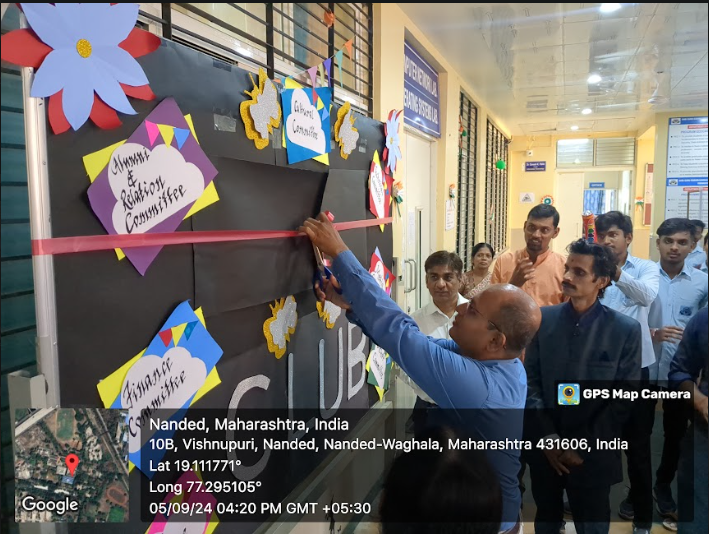 Alumni
&
Relation
Committee
Cultural
Committee
Finance
Committee
CLUB
GPS Map Camera
Google
Nanded, Maharashtra, India
10B, Vishnupuri, Nanded, Nanded-Waghala, Maharashtra 431606, India
Lat 19.111771°
Long 77.295105°
05/09/24 04:20 PM GMT +05:30